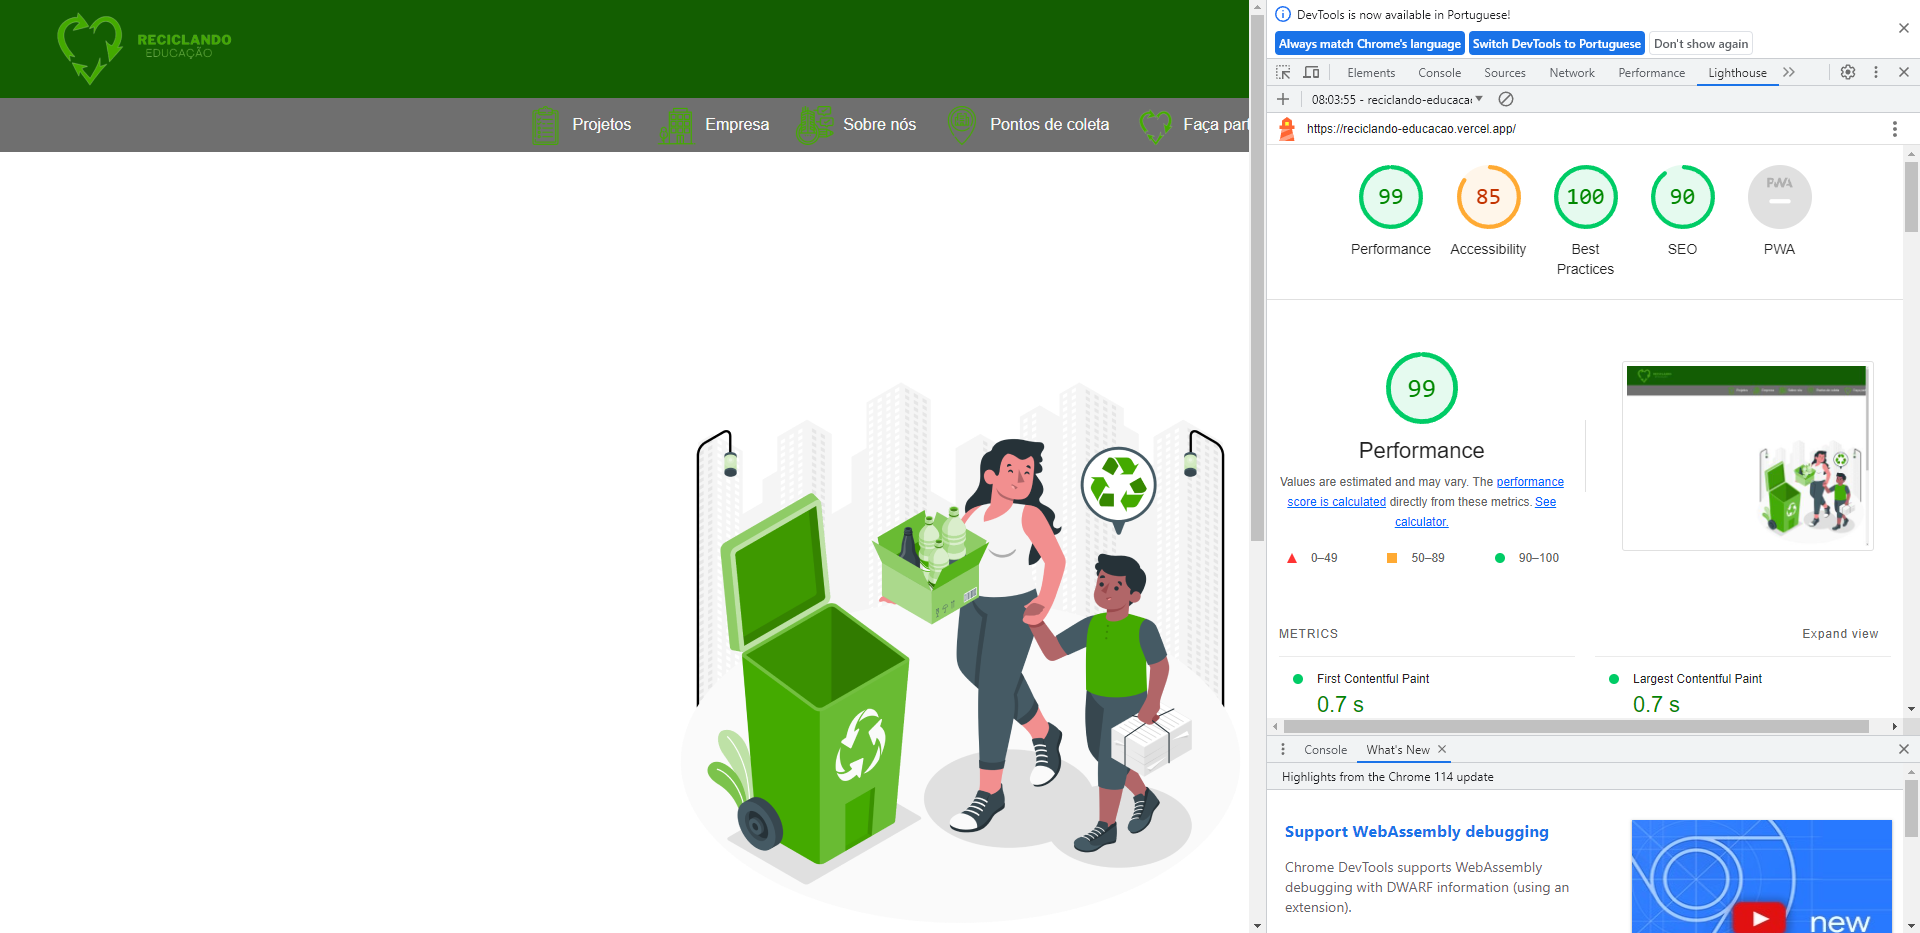 RECICLANDO
EDUCAÇÃO
Projetos
Empresa
Sobre nós
Pontos de coleta
Faça part
DevTools is now available in Portuguese!
Always match Chrome's language
Switch DevTools to Portuguese
Don't show again
Elements
Console
Sources
Network
Performance
Lighthouse
08:03:55 - reciclando-educaca
https://reciclando-educacao.vercel.app/
99
85
100
90
PWA
Performance
Accessibility
Best
Practices
SEO
PWA
99
Performance
Values are estimated and may vary. The performance
score is calculated directly from these metrics. See
calculator.
0–49
50–89
90–100
METRICS
Expand view
First Contentful Paint
0.7 s
Largest Contentful Paint
0.7 s
Console
What's New
Highlights from the Chrome 114 update
Support WebAssembly debugging
Chrome DevTools supports WebAssembly
debugging with DWARF information (using an
extension).
new